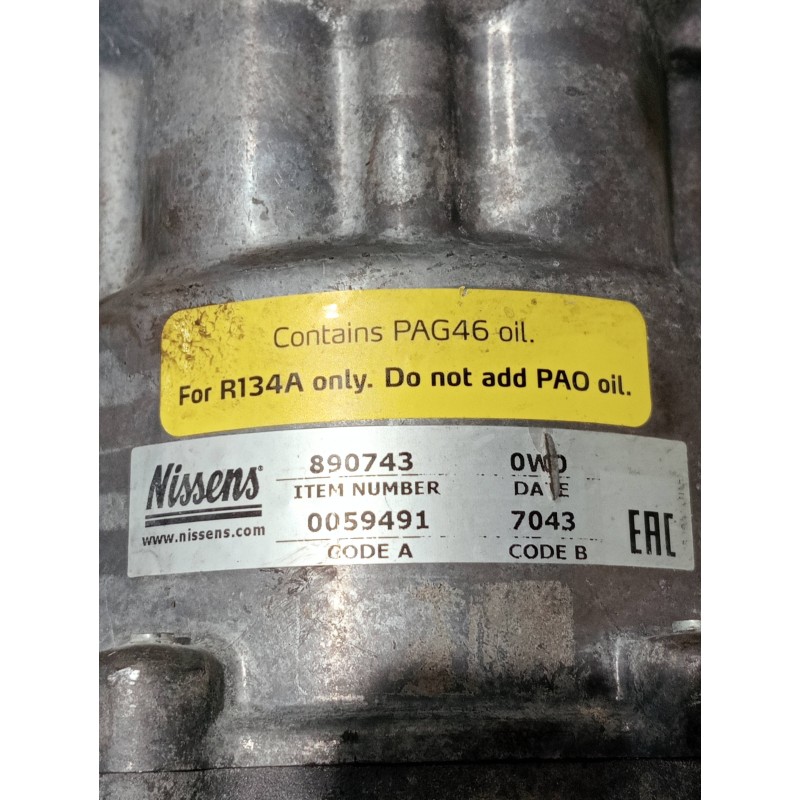 Contains PAG46 oil.
For R134A only. Do not add PAO oil.
Nissens®
www.nissens.com
890743
ITEM NUMBER
0059491
CODE A
DATE
7043
CODE B
EAC